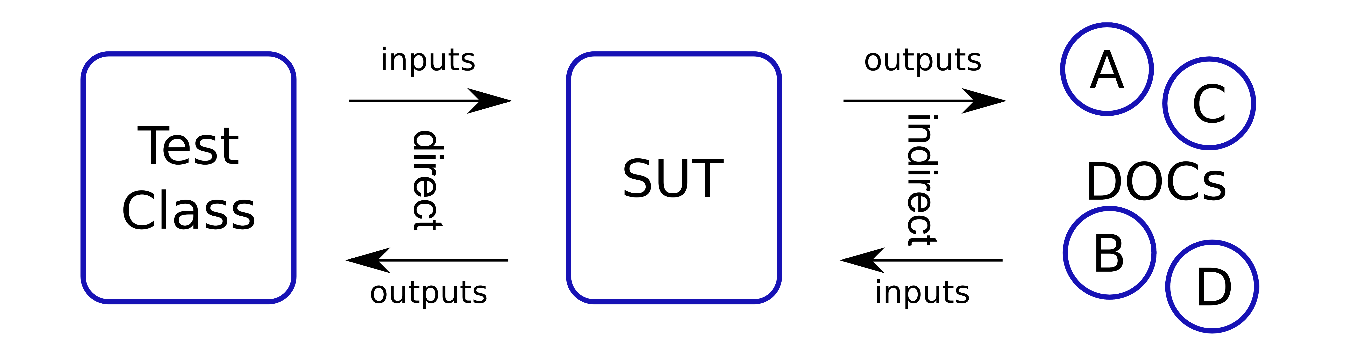 Test
Class
inputs
direct
outputs
SUT
outputs
indirect
inputs
A
C
DOCs
B
D